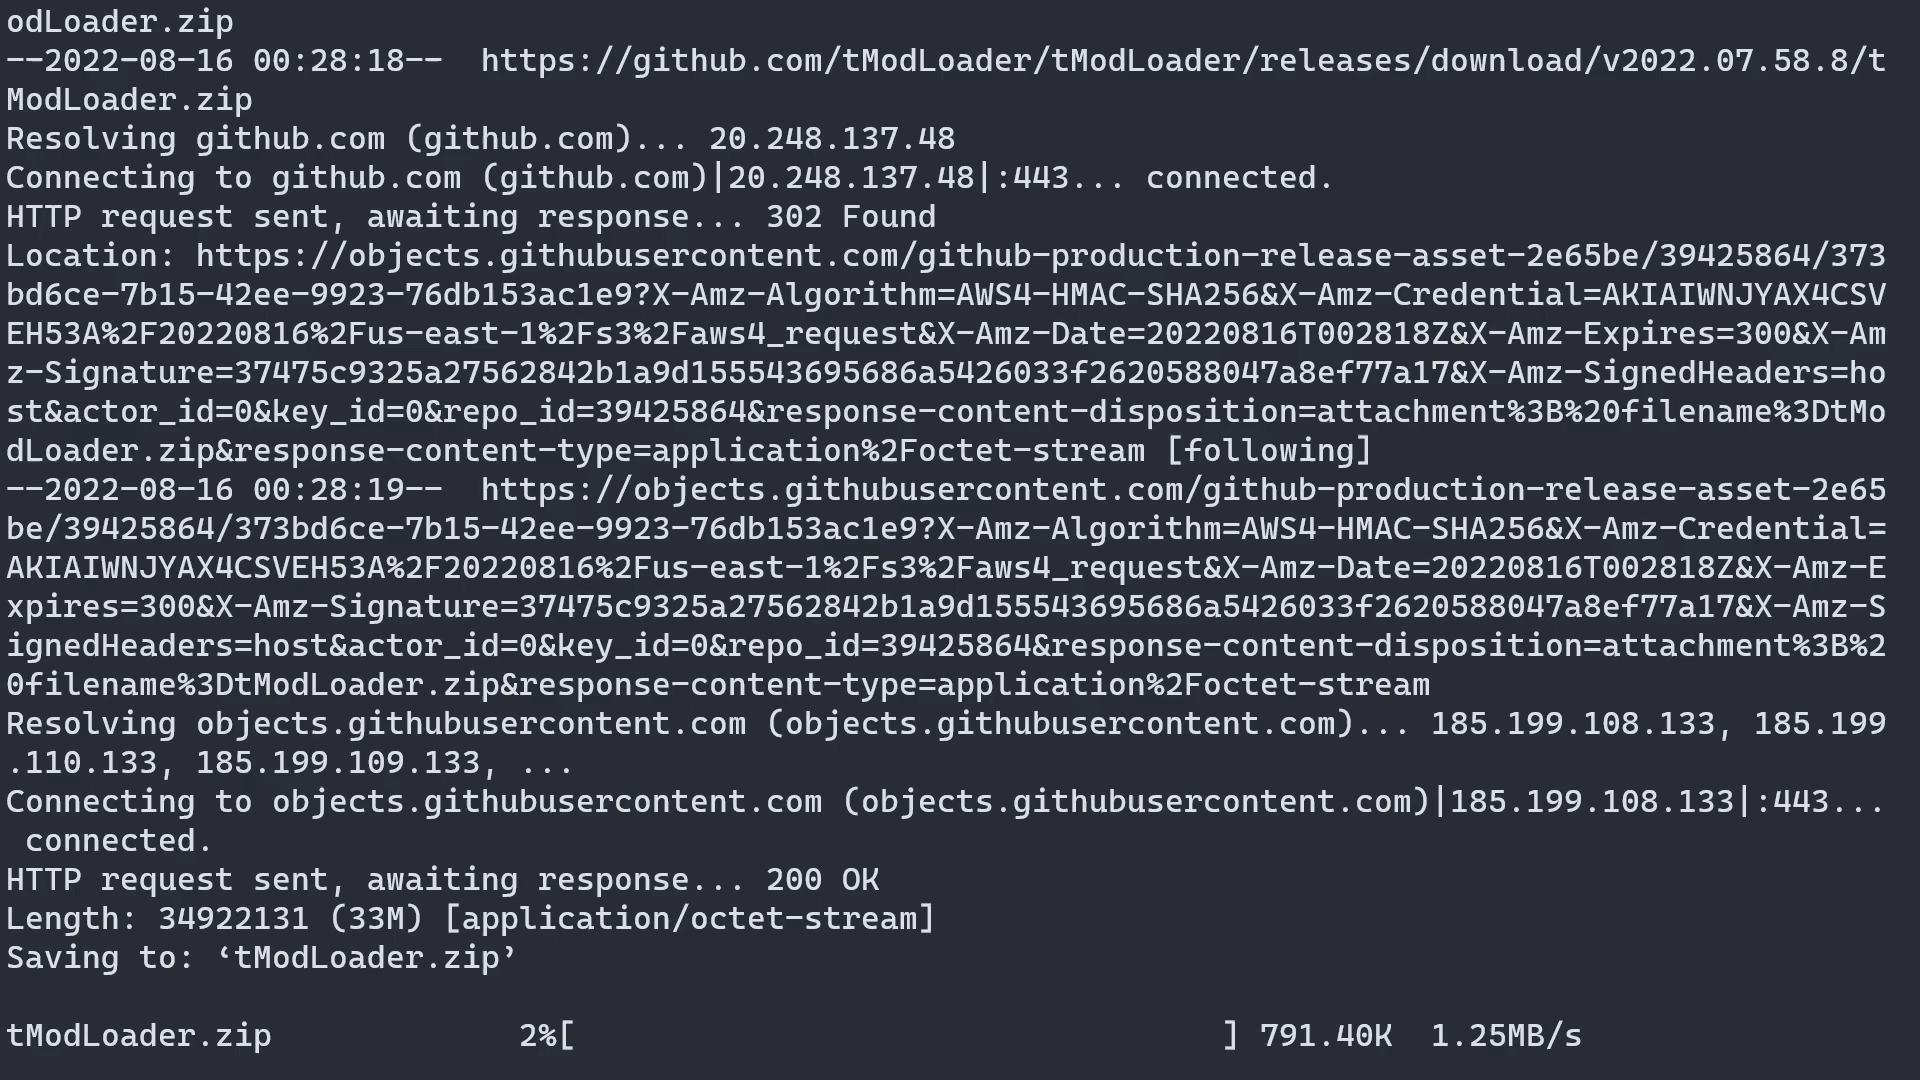 odLoader.zip
--2022-08-16 00:28:18--  https://github.com/tModLoader/tModLoader/releases/download/v2022.07.58.8/t
ModLoader.zip
Resolving github.com (github.com)... 20.248.137.48
Connecting to github.com (github.com)|20.248.137.48|:443... connected.
HTTP request sent, awaiting response... 302 Found
Location: https://objects.githubusercontent.com/github-production-release-asset-2e65be/39425864/373
bd6ce-7b15-42ee-9923-76db153ac1e9?X-Amz-Algorithm=AWS4-HMAC-SHA256&X-Amz-Credential=AKIAIWNJYAX4CSV
EH53A%2F20220816%2Fus-east-1%2Fs3%2Faws4_request&X-Amz-Date=20220816T002818Z&X-Amz-Expires=300&X-Am
z-Signature=37475c9325a27562842b1a9d155543695686a5426033f2620588047a8ef77a17&X-Amz-SignedHeaders=ho
st&actor_id=0&key_id=0&repo_id=39425864&response-content-disposition=attachment%3B%20filename%3DtMo
dLoader.zip&response-content-type=application%2Foctet-stream [following]
--2022-08-16 00:28:19--  https://objects.githubusercontent.com/github-production-release-asset-2e65
be/39425864/373bd6ce-7b15-42ee-9923-76db153ac1e9?X-Amz-Algorithm=AWS4-HMAC-SHA256&X-Amz-Credential=
AKIAIWNJYAX4CSVEH53A%2F20220816%2Fus-east-1%2Fs3%2Faws4_request&X-Amz-Date=20220816T002818Z&X-Amz-E
xpires=300&X-Amz-Signature=37475c9325a27562842b1a9d155543695686a5426033f2620588047a8ef77a17&X-Amz-S
ignedHeaders=host&actor_id=0&key_id=0&repo_id=39425864&response-content-disposition=attachment%3B%2
0filename%3DtModLoader.zip&response-content-type=application%2Foctet-stream
Resolving objects.githubusercontent.com (objects.githubusercontent.com)... 185.199.108.133, 185.199
.110.133, 185.199.109.133, ...
Connecting to objects.githubusercontent.com (objects.githubusercontent.com)|185.199.108.133|:443...
 connected.
HTTP request sent, awaiting response... 200 OK
Length: 34922131 (33M) [application/octet-stream]
Saving to: ‘tModLoader.zip’

tModLoader.zip             2%[                                  ] 791.40K  1.25MB/s